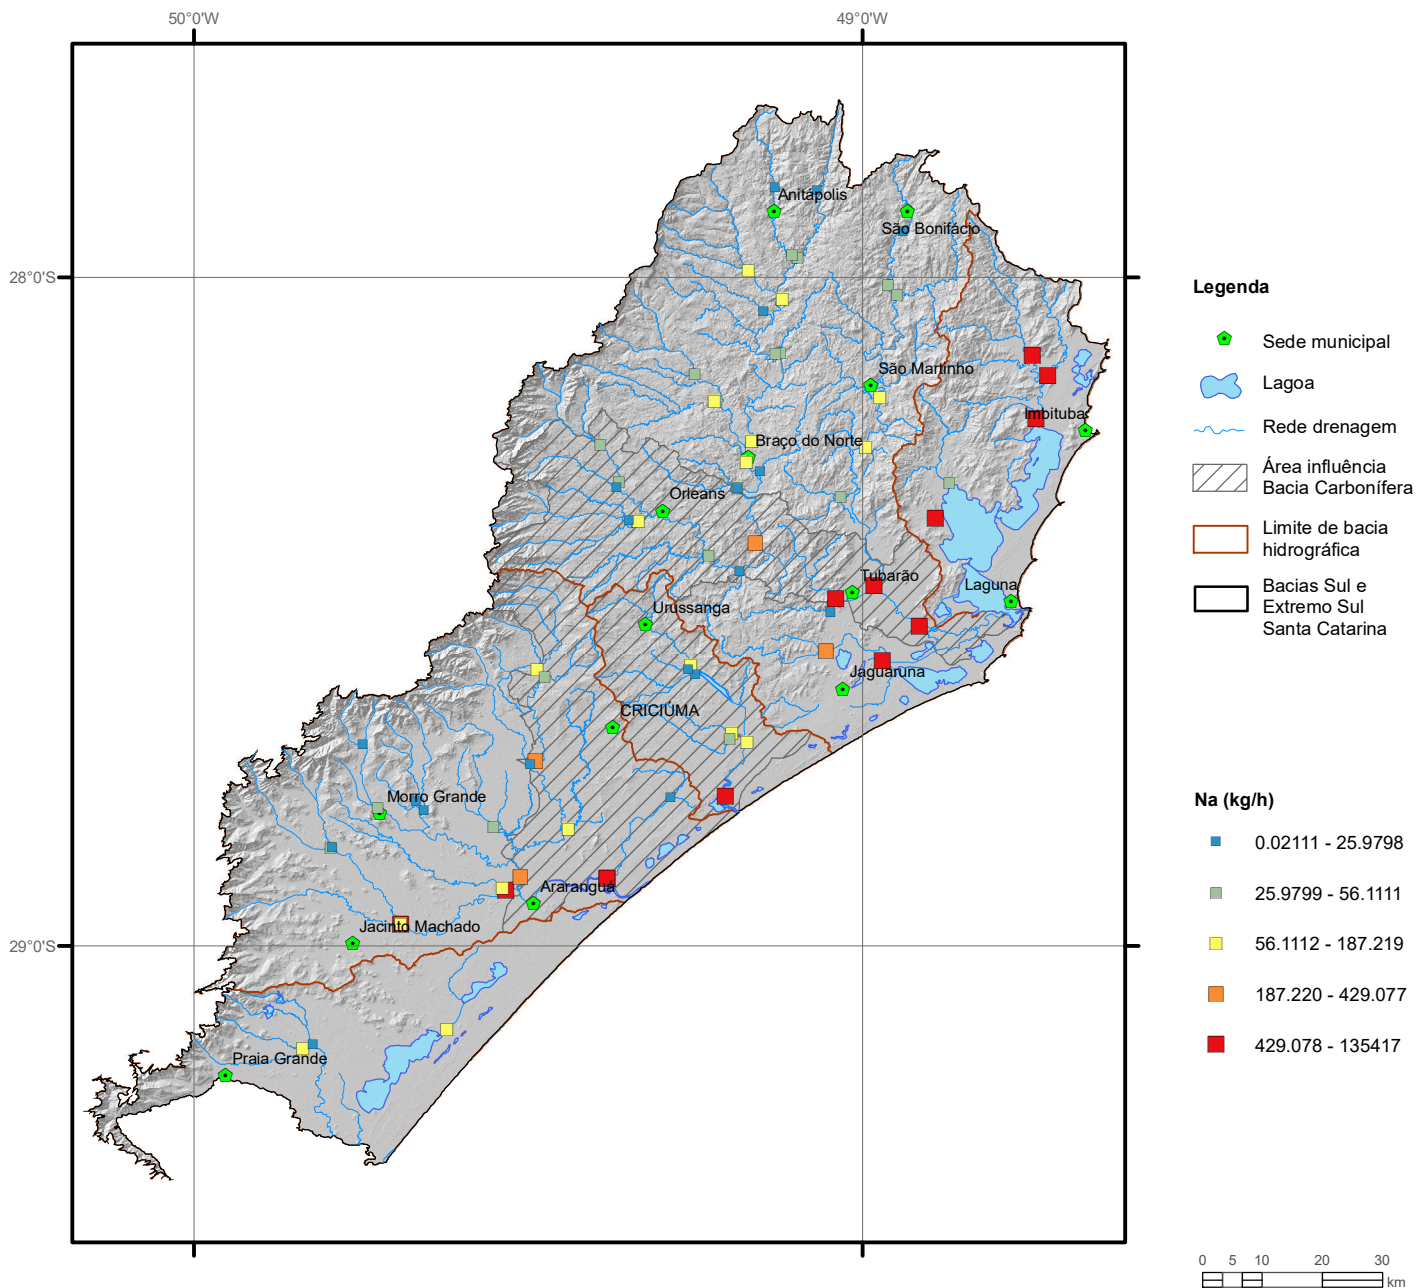 50°0'W
49°0'W
28°0'S
29°0'S
Anitápolis
São Bonifácio
São Martinho
Imbituba
Braço do Norte
Orleans
Tubarão
Laguna
Urussanga
Jaguaruna
CRICIÚMA
Morro Grande
Araranguá
Jacinto Machado
Praia Grande
Legenda
Sede municipal
Lagoa
Rede drenagem
Área influência
Bacia Carbonífera
Limite de bacia
hidrográfica
Bacias Sul e
Extremo Sul
Santa Catarina
Na (kg/h)
0.02111 - 25.9798
25.9799 - 56.1111
56.1112 - 187.219
187.220 - 429.077
429.078 - 135417
0 5 10 20 30
km